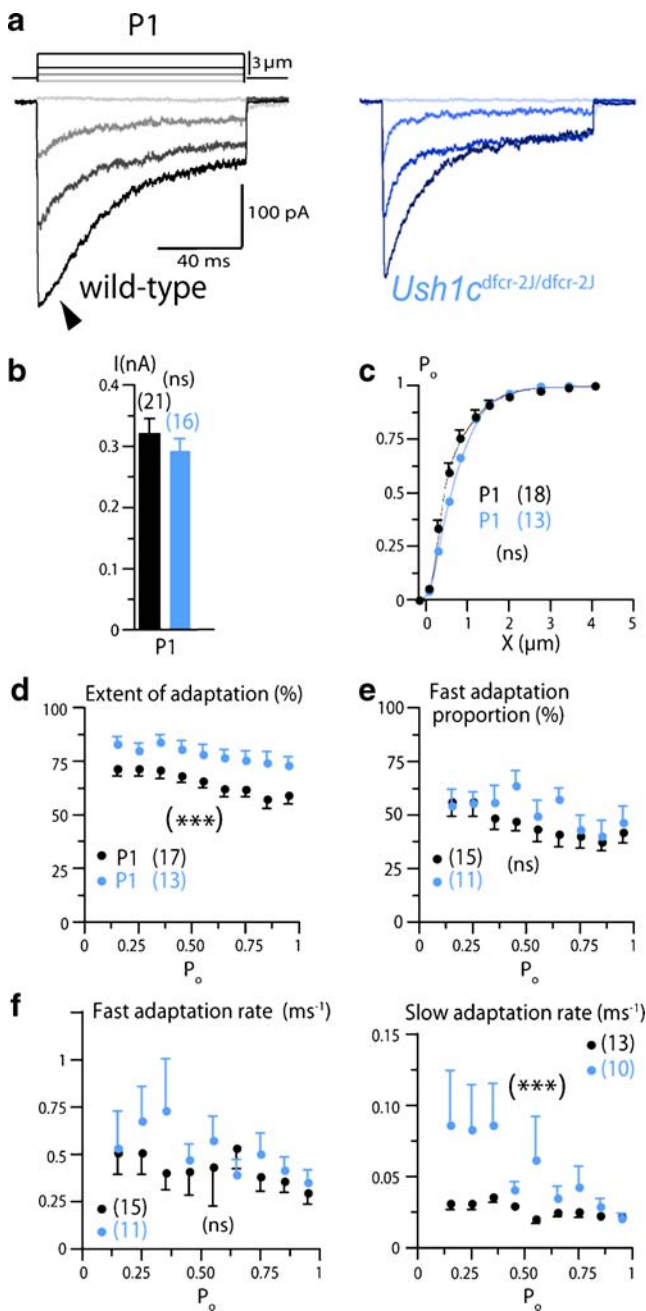 a
P1
3 µm
100 pA
40 ms
wild-type
Ush1c dfcr-2J/dfcr-2J
b
I(nA)
(ns)
0.4
(21)
(16)
0.3
0.2
0.1
0
P1
c
Po
1
0.75
0.5
0.25
0
P1 (18)
P1 (13)
(ns)
0 1 2 3 4 5
X (µm)
d
Extent of adaptation (%)
100
75
50
25
0
(***)
P1 (17)
P1 (13)
0 0.25 0.50 0.75 1
Po
e
Fast adaptation
proportion (%)
100
75
50
25
0
(15)
(11)
(ns)
0 0.25 0.50 0.75 1
Po
f
Fast adaptation rate (ms-1)
1
0.75
0.5
0.25
0
(15)
(11)
(ns)
0 0.25 0.50 0.75 1
Po
Slow adaptation rate (ms-1)
0.15
(13)
(10)
(***)
0.10
0.05
0
0 0.25 0.50 0.75 1
Po